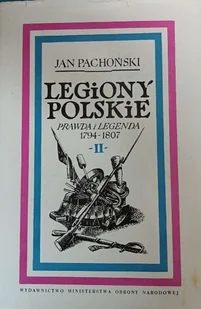 JAN PACHOŃSKI
LEGIONY
POLSKIE
PRAWDA i LEGENDA
1794-1807
-II-
WYDAWNICTWO MINISTERSTWA OBRONY NARODOWEJ